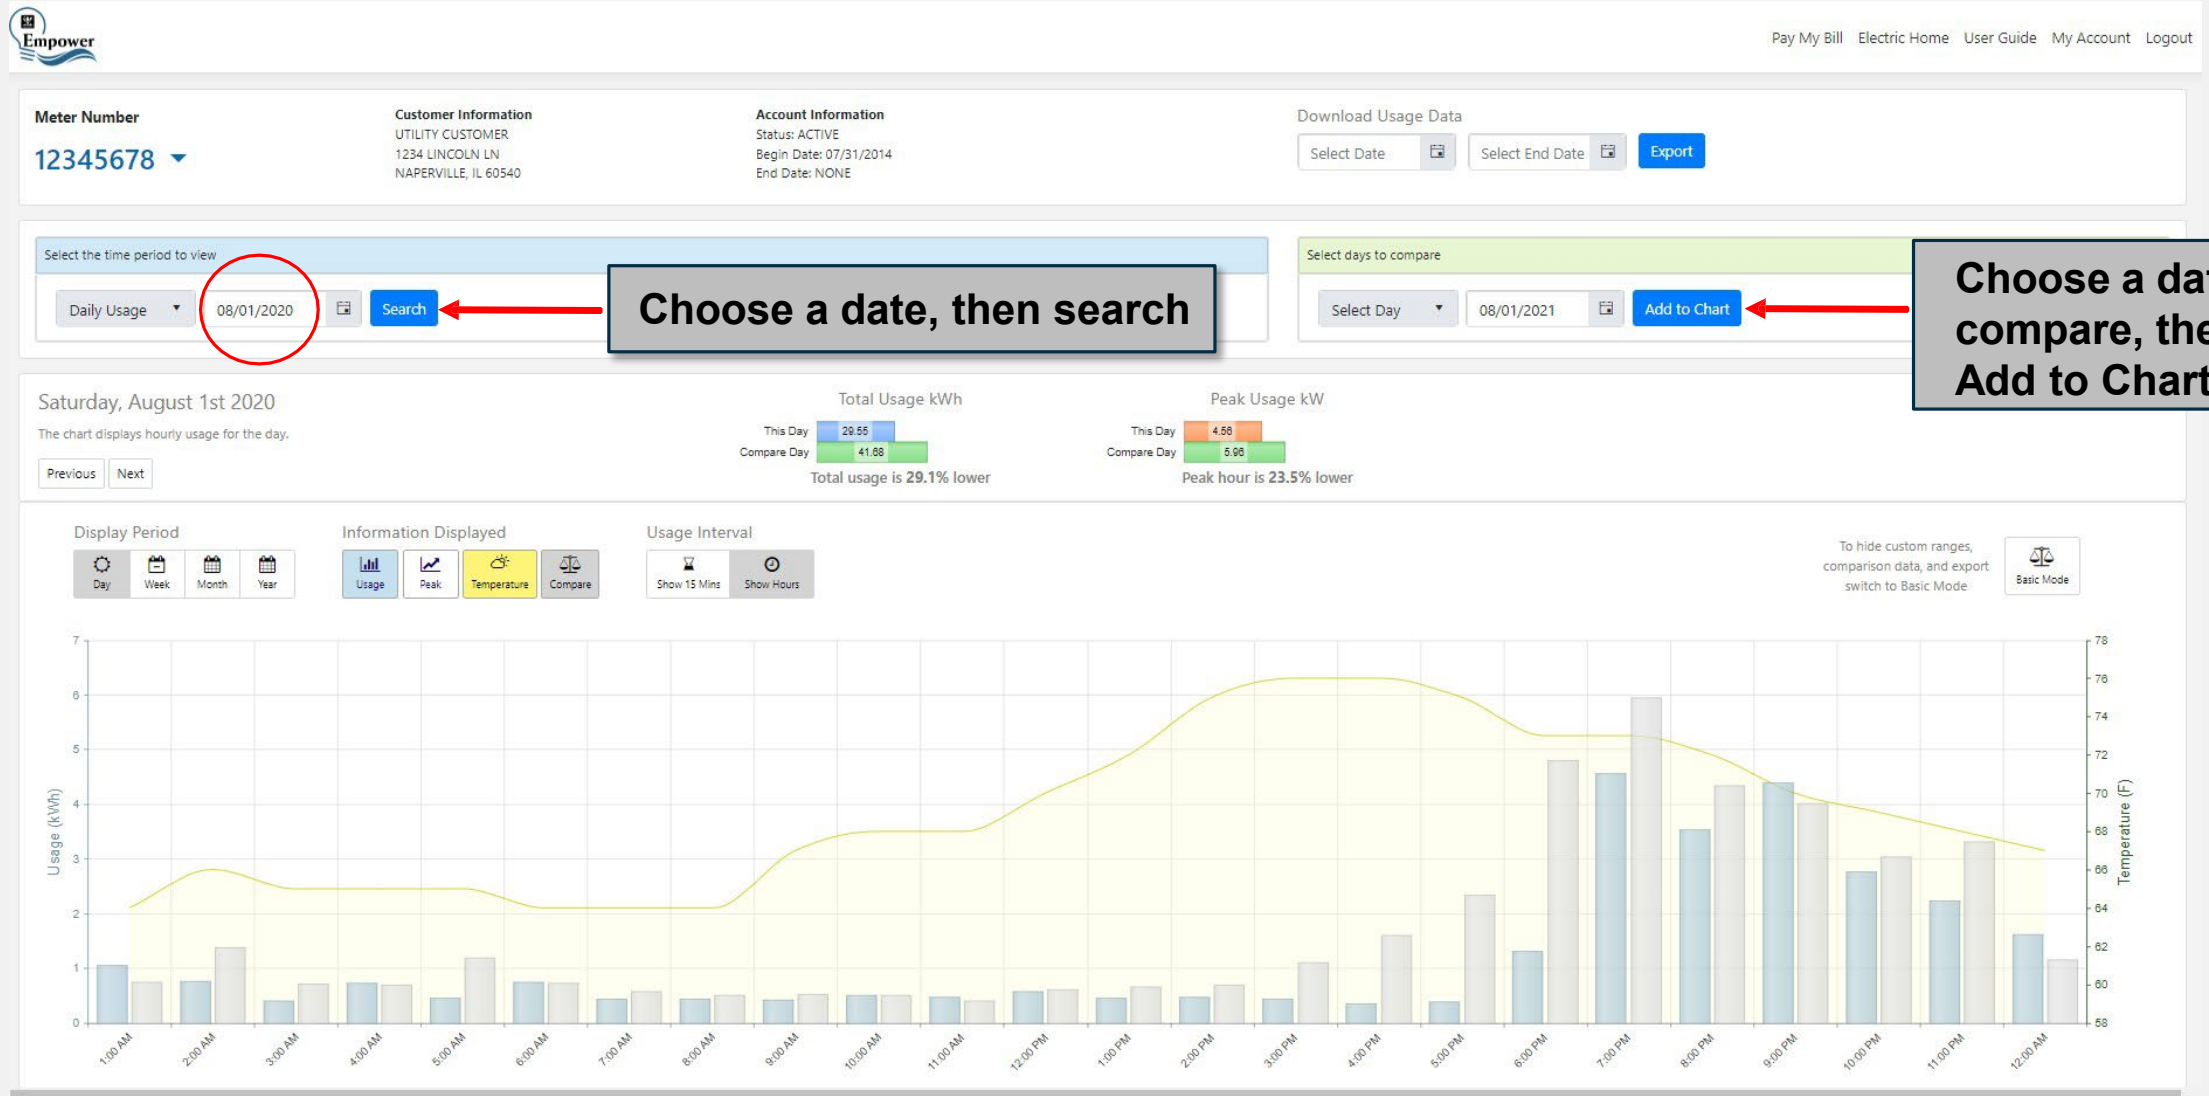 Empower
Pay My Bill Electric Home User Guide My Account Logout
Meter Number
12345678
Customer Information
UTILITY CUSTOMER
1234 LINCOLN LN
NAPERVILLE, IL 60540
Account Information
Status: ACTIVE
Begin Date: 07/31/2014
End Date: NONE
Download Usage Data
Select Date Select End Date Export
Select the time period to view
Daily Usage 08/01/2020 Search
Choose a date, then search
Select days to compare
Select Day 08/01/2021 Add to Chart
Choose a da
compare, the
Add to Chart
Saturday, August 1st 2020
The chart displays hourly usage for the day.
Previous Next
Total Usage kWh
This Day 29.55
Compare Day 41.68
Total usage is 29.1% lower
Peak Usage kW
This Day 4.56
Compare Day 5.96
Peak hour is 23.5% lower
Display Period
Day Week Month Year
Information Displayed
Usage Peak Temperature Compare
Usage Interval
Show 15 Mins Show Hours
To hide custom ranges,
comparison data, and export
switch to Basic Mode
Basic Mode
Usage (kWh)
7
6
5
4
3
2
1
0
78
76
74
72
70
68
66
64
62
60
58
Temperature (F)
1:00 AM 2:00 AM 3:00 AM 4:00 AM 5:00 AM 6:00 AM 7:00 AM 8:00 AM 9:00 AM 10:00 AM 11:00 AM 12:00 PM 1:00 PM 2:00 PM 3:00 PM 4:00 PM 5:00 PM 6:00 PM 7:00 PM 8:00 PM 9:00 PM 10:00 PM 11:00 PM 12:00 AM